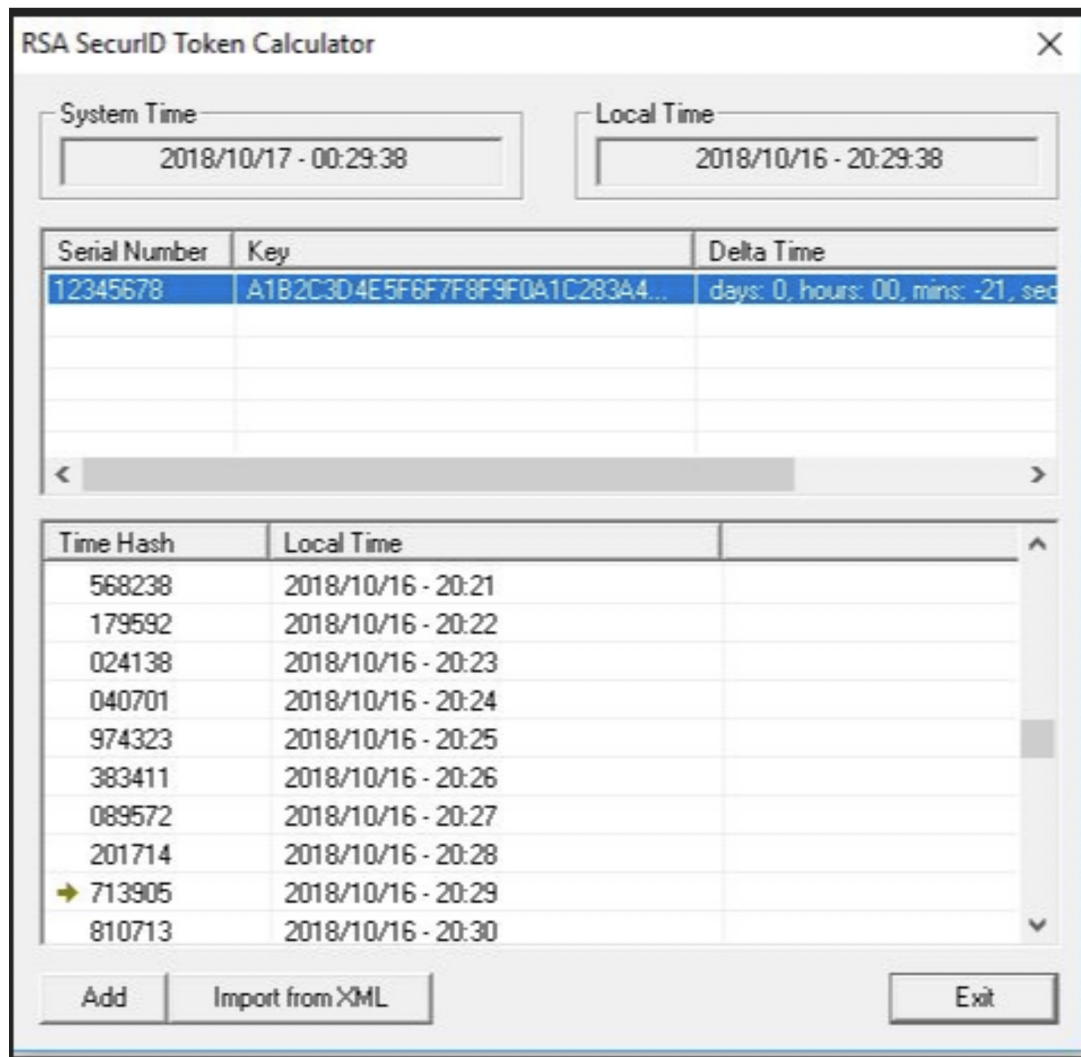 RSA SecurID Token Calculator
System Time
Local Time
2018/10/17 - 00:29:38
2018/10/16 - 20:29:38
Serial Number Key Delta Time
12345678 A1B2C3D4E5F6F7F8F9F0A1C283A4... days: 0, hours: 00, mins: -21, sec
Time Hash Local Time
568238 2018/10/16 - 20:21
179592 2018/10/16 - 20:22
024138 2018/10/16 - 20:23
040701 2018/10/16 - 20:24
974323 2018/10/16 - 20:25
383411 2018/10/16 - 20:26
089572 2018/10/16 - 20:27
201714 2018/10/16 - 20:28
713905 2018/10/16 - 20:29
810713 2018/10/16 - 20:30
Add Import from XML Exit